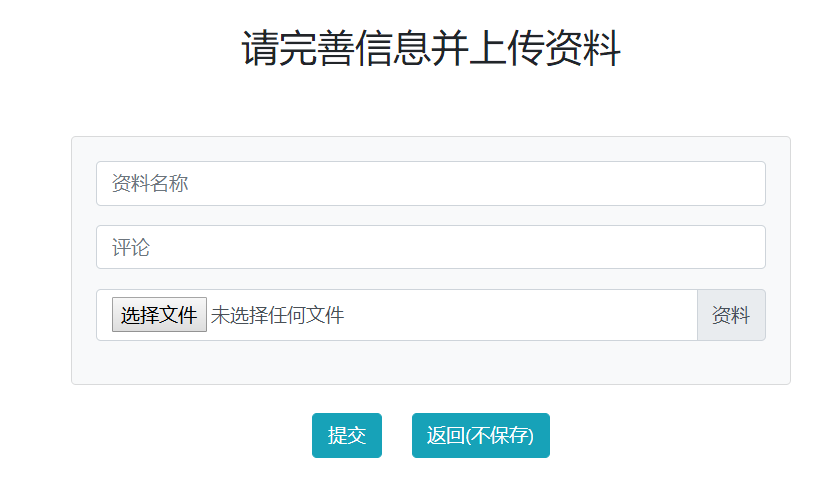 请完善信息并上传资料
资料名称
评论
选择文件 未选择任何文件 资料
提交 返回(不保存)